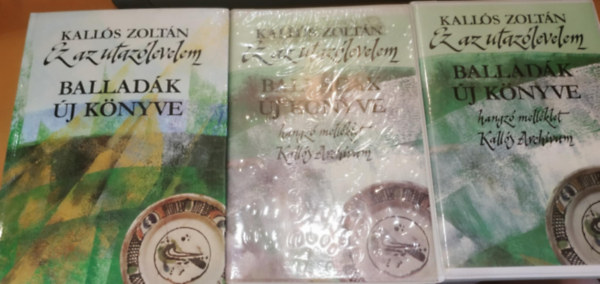 KALLÓS ZOLTÁN
Ez az utazólevelem
BALLADÁK
ÚJ KÖNYVE
KALLÓS ZOLTÁN
Ez az utazólevelem
BALLADÁK
ÚJ KÖNYVE
hangzó melléklet
Kallós Archívum
KALLÓS ZOLTÁN
Ez az utazólevelem
BALLADÁK
ÚJ KÖNYVE
hangzó melléklet
Kallós Archívum